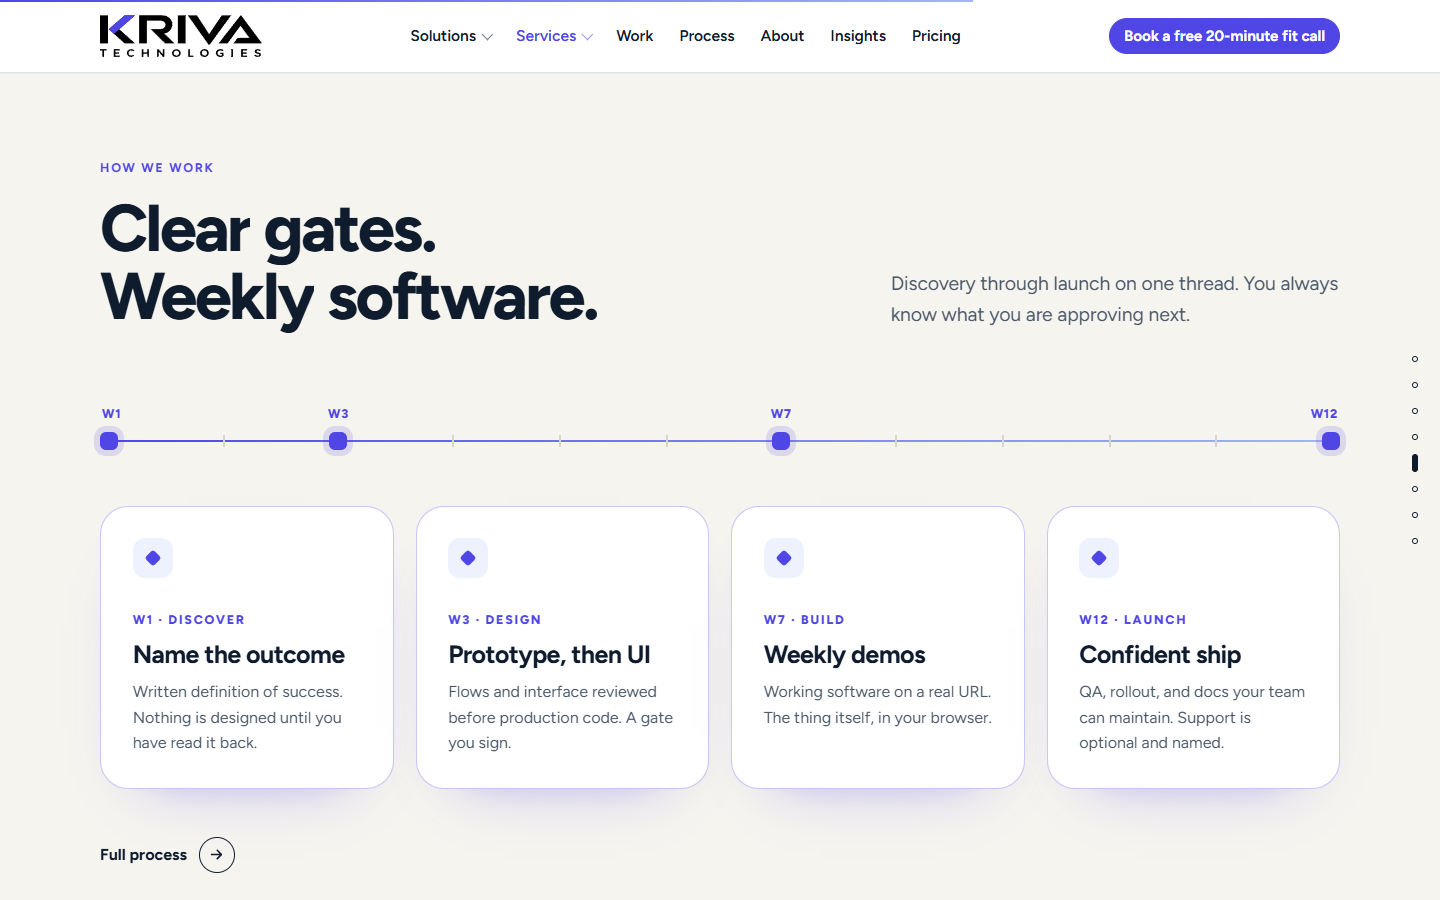 KRIVA
TECHNOLOGIES
Solutions
Services
Work
Process
About
Insights
Pricing
Book a free 20-minute fit call
HOW WE WORK
Clear gates.
Weekly software.
Discovery through launch on one thread. You always
know what you are approving next.
W1
W3
W7
W12
W1 · DISCOVER
Name the outcome
Written definition of success.
Nothing is designed until you
have read it back.
W3 · DESIGN
Prototype, then UI
Flows and interface reviewed
before production code. A gate
you sign.
W7 · BUILD
Weekly demos
Working software on a real URL.
The thing itself, in your browser.
W12 · LAUNCH
Confident ship
QA, rollout, and docs your team
can maintain. Support is
optional and named.
Full process